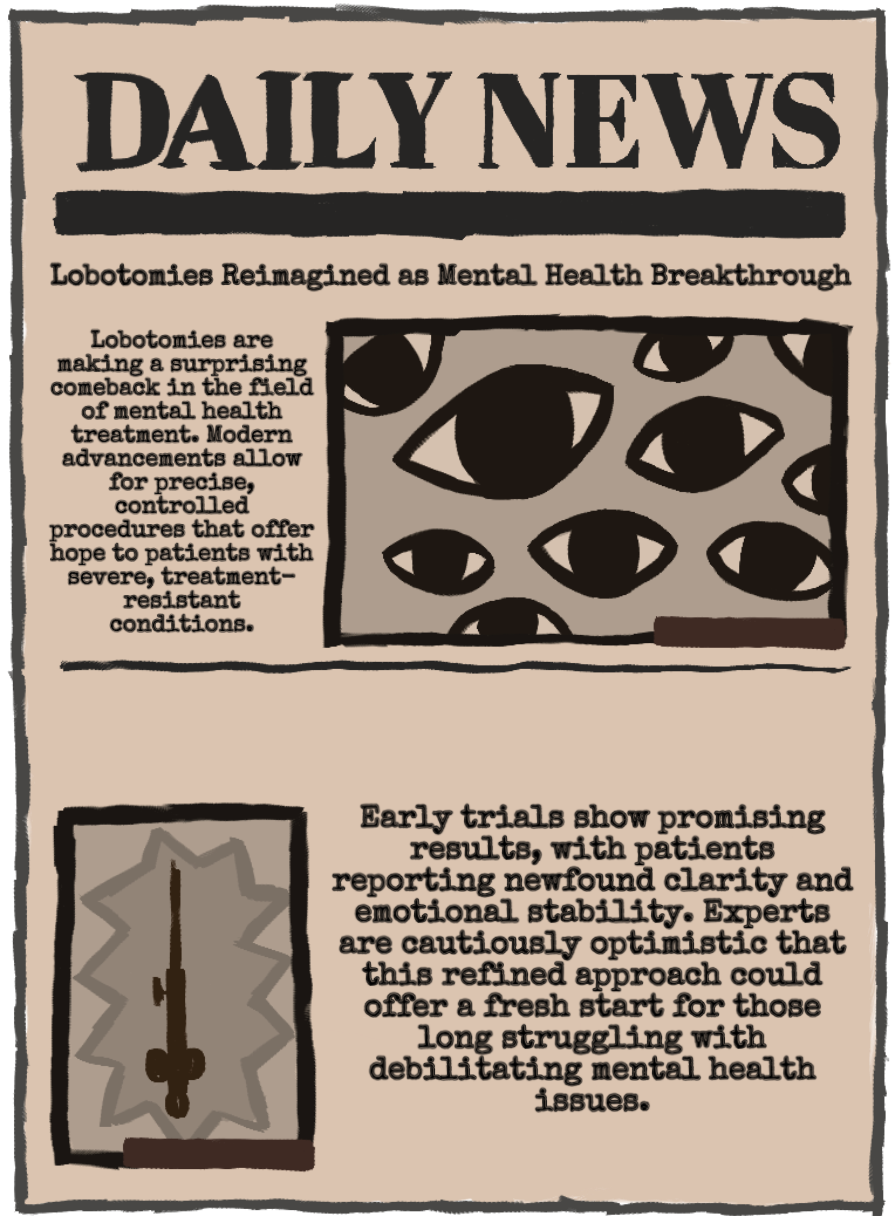 DAILY NEWS
Lobotomies Reimagined as Mental Health Breakthrough
Lobotomies are
making a surprising
comeback in the field
of mental health
treatment. Modern
advancements allow
for precise,
controlled
procedures that offer
hope to patients with
severe, treatment-
resistant
conditions.
Early trials show promising
results, with patients
reporting newfound clarity and
emotional stability. Experts
are cautiously optimistic that
this refined approach could
offer a fresh start for those
long struggling with
debilitating mental health
issues.